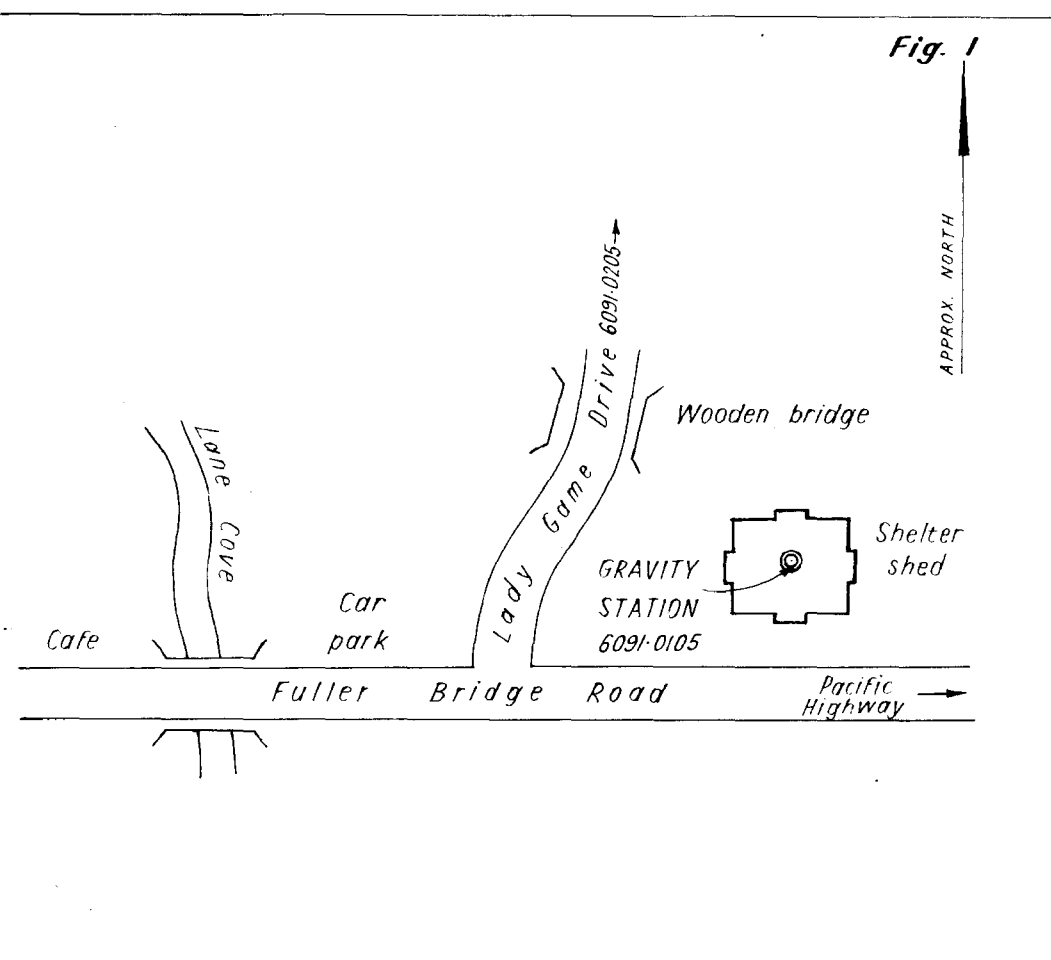 Fig. 1
APPROX. NORTH
Lady Game Drive 6091·0205
Wooden bridge
Lane Cove
Shelter
shed
GRAVITY
STATION
6091·0105
Car
park
Cafe
Fuller Bridge Road
Pacific
Highway